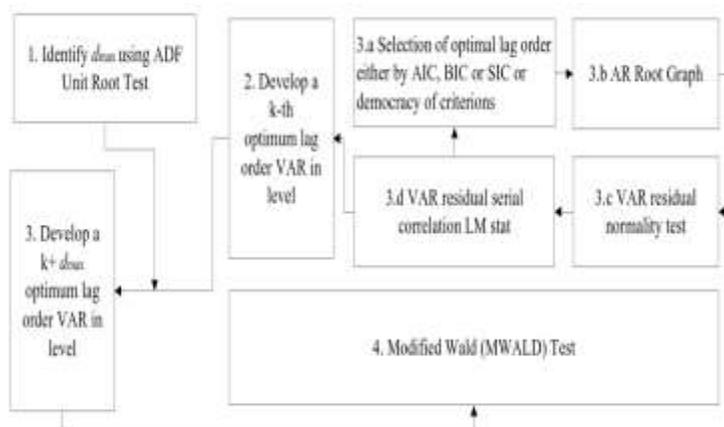 1. Identify dmax using ADF
Unit Root Test
2. Develop a
k-th
optimum lag
order VAR in
level
3.a Selection of optimal lag order
either by AIC, BIC or SIC or
democracy of criterions
3.b AR Root Graph
3.c VAR residual
normality test
3.d VAR residual serial
correlation LM stat
3. Develop a
k+ dmax
optimum lag
order VAR in
level
4. Modified Wald (MWALD) Test